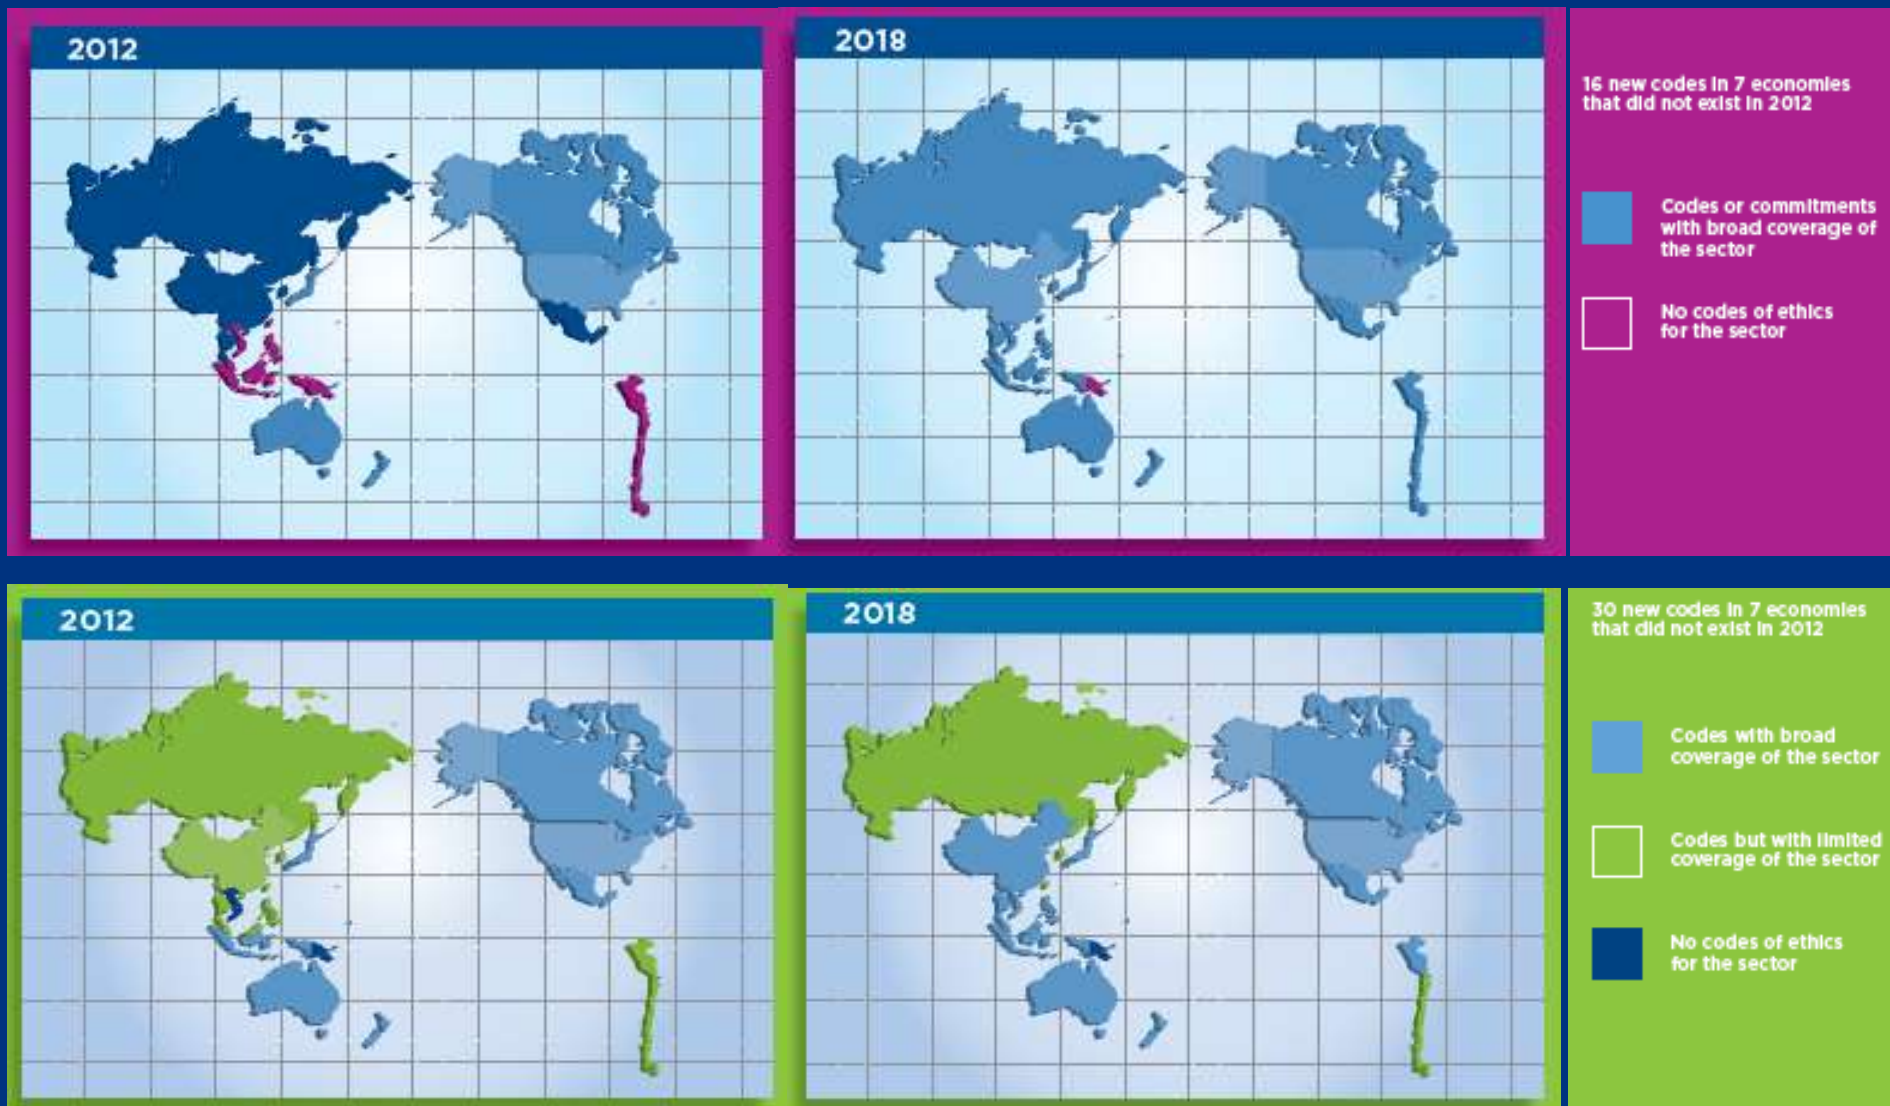 2012
2018
16 new codes in 7 economies
that did not exist in 2012
Codes or commitments
with broad coverage of
the sector
No codes of ethics
for the sector
2012
2018
30 new codes in 7 economies
that did not exist in 2012
Codes with broad
coverage of the sector
Codes but with limited
coverage of the sector
No codes of ethics
for the sector